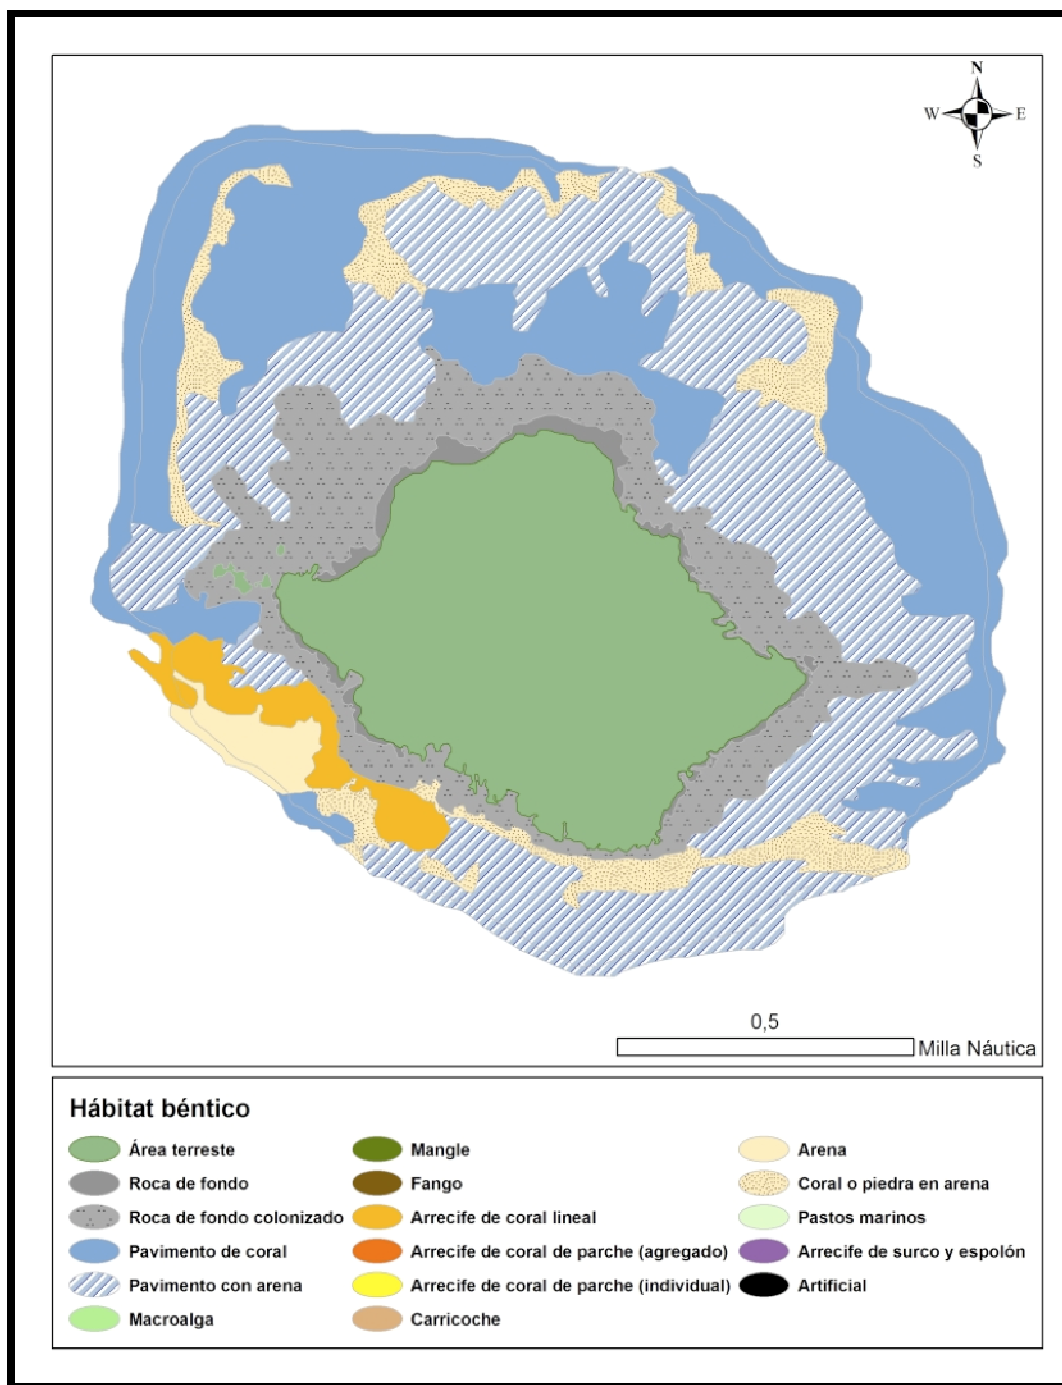 N
W E
S
0,5
Milla Náutica
Hábitat béntico
Área terreste
Roca de fondo
Roca de fondo colonizado
Pavimento de coral
Pavimento con arena
Macroalga
Mangle
Fango
Arrecife de coral lineal
Arrecife de coral de parche (agregado)
Arrecife de coral de parche (individual)
Carricoche
Arena
Coral o piedra en arena
Pastos marinos
Arrecife de surco y espolón
Artificial